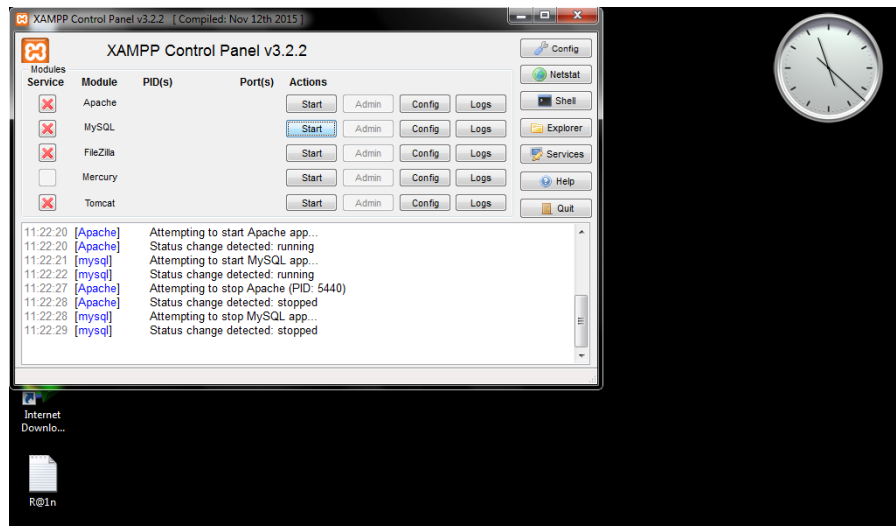 XAMPP Control Panel v3.2.2 [ Compiled: Nov 12th 2015 ]
XAMPP Control Panel v3.2.2
Config
Modules
Netstat
Service Module PID(s) Port(s) Actions
Apache Start Admin Config Logs
Shell
MySQL Start Admin Config Logs
Explorer
FileZilla Start Admin Config Logs
Services
Mercury Start Admin Config Logs
Help
Tomcat Start Admin Config Logs
Quit
11:22:20 [Apache] Attempting to start Apache app...
11:22:20 [Apache] Status change detected: running
11:22:21 [mysql] Attempting to start MySQL app...
11:22:22 [mysql] Status change detected: running
11:22:27 [Apache] Attempting to stop Apache (PID: 5440)
11:22:28 [Apache] Status change detected: stopped
11:22:28 [mysql] Attempting to stop MySQL app...
11:22:29 [mysql] Status change detected: stopped
Internet
Downlo...
R@1n